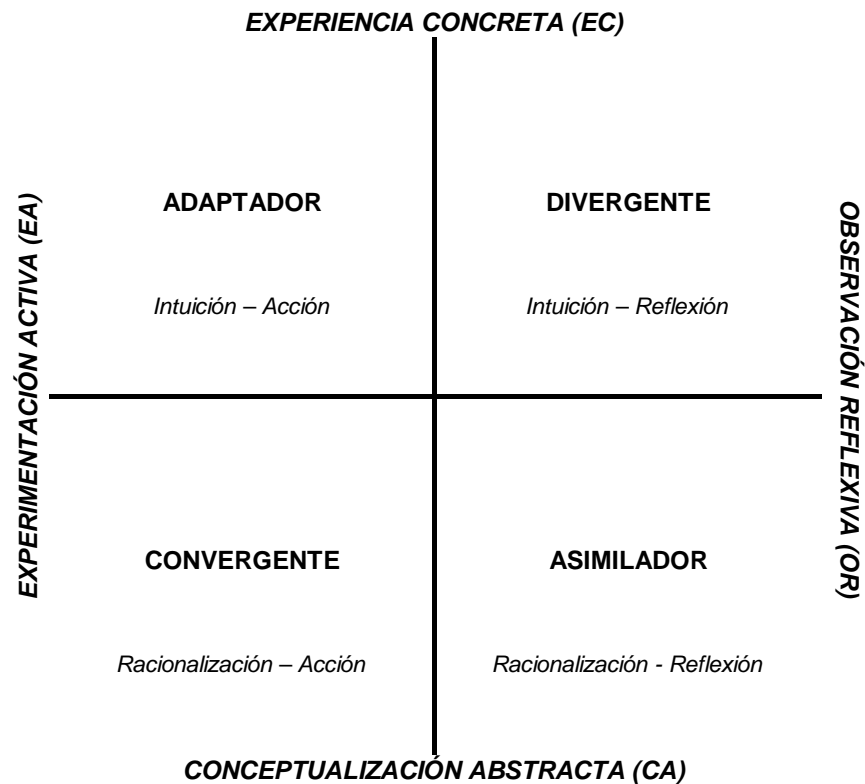 EXPERIENCIA CONCRETA (EC)
EXPERIMENTACIÓN ACTIVA (EA)
ADAPTADOR
Intuición – Acción
DIVERGENTE
Intuición – Reflexión
OBSERVACIÓN REFLEXIVA (OR)
CONVERGENTE
Racionalización – Acción
ASIMILADOR
Racionalización - Reflexión
CONCEPTUALIZACIÓN ABSTRACTA (CA)